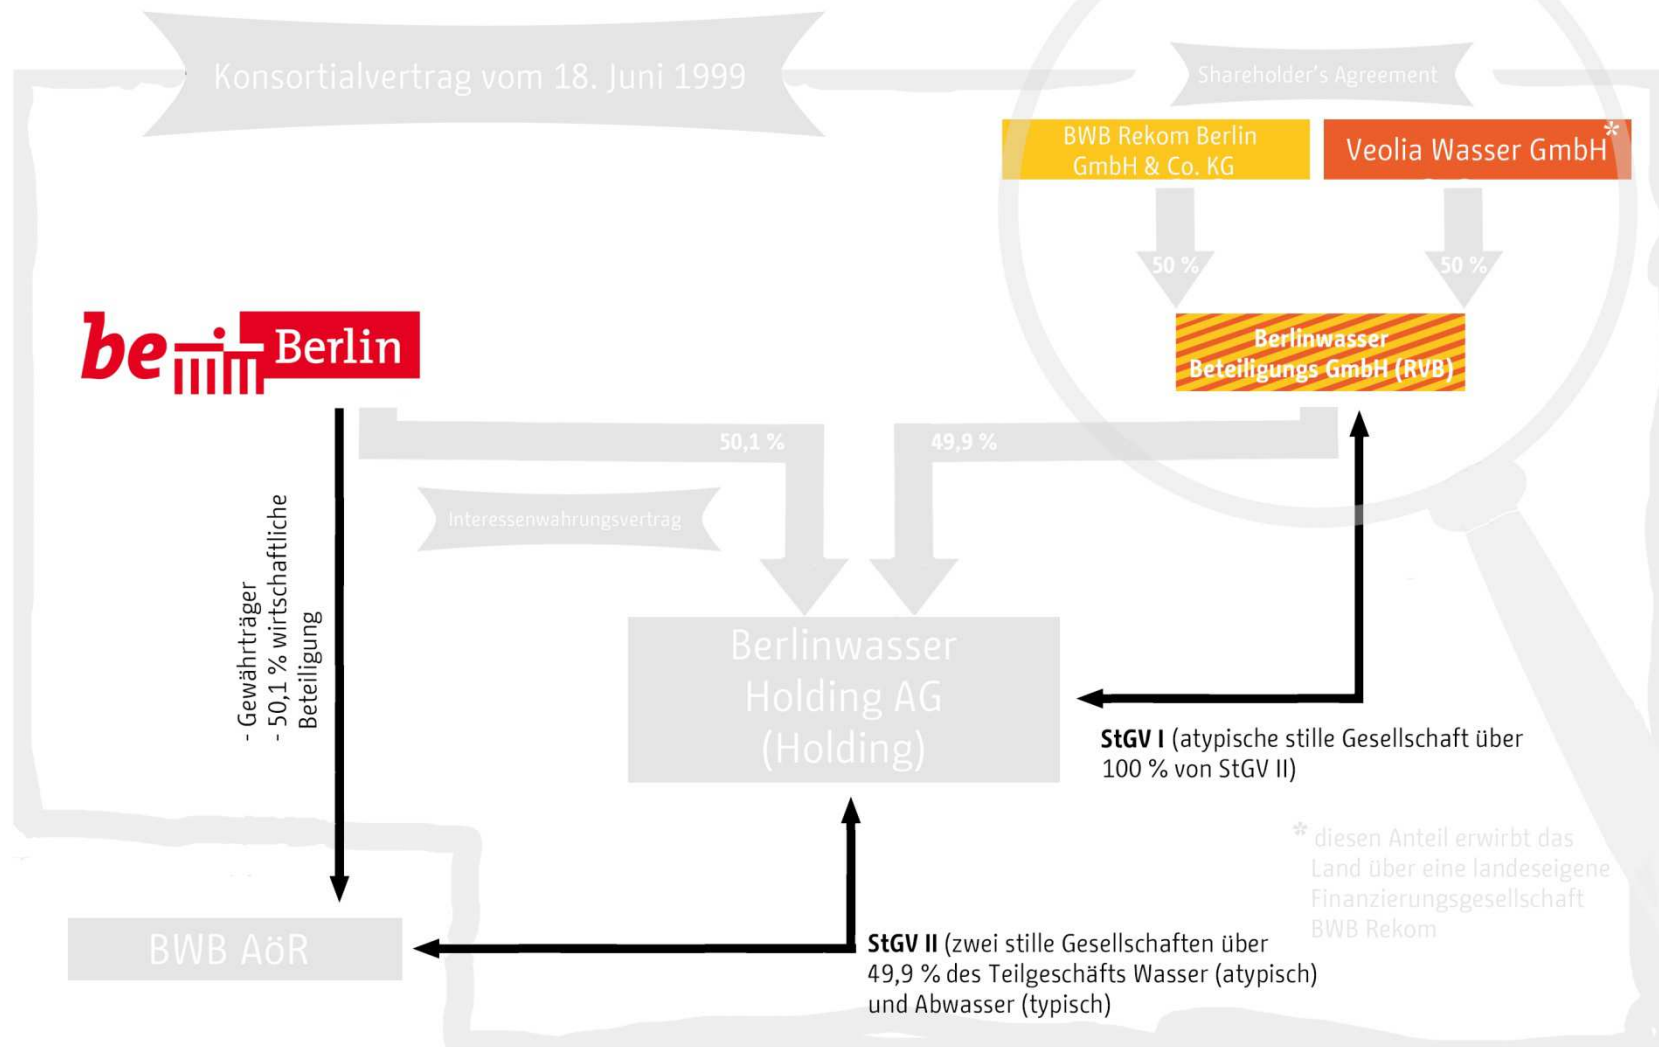 Konsortialvertrag vom 18. Juni 1999
Shareholder's Agreement
BWB Rekom Berlin
GmbH & Co. KG
Veolia Wasser GmbH*
50 %
50 %
be Berlin
Berlinwasser
Beteiligungs GmbH (RVB)
50,1 %
49,9 %
Interessenwahrungsvertrag
- Gewährträger
- 50,1 % wirtschaftliche
Beteiligung
Berlinwasser
Holding AG
(Holding)
StGV I (atypische stille Gesellschaft über
100 % von StGV II)
* diesen Anteil erwirbt das
Land über eine landeseigene
Finanzierungsgesellschaft
BWB Rekom
BWB AöR
StGV II (zwei stille Gesellschaften über
49,9 % des Teilgeschäfts Wasser (atypisch)
und Abwasser (typisch)